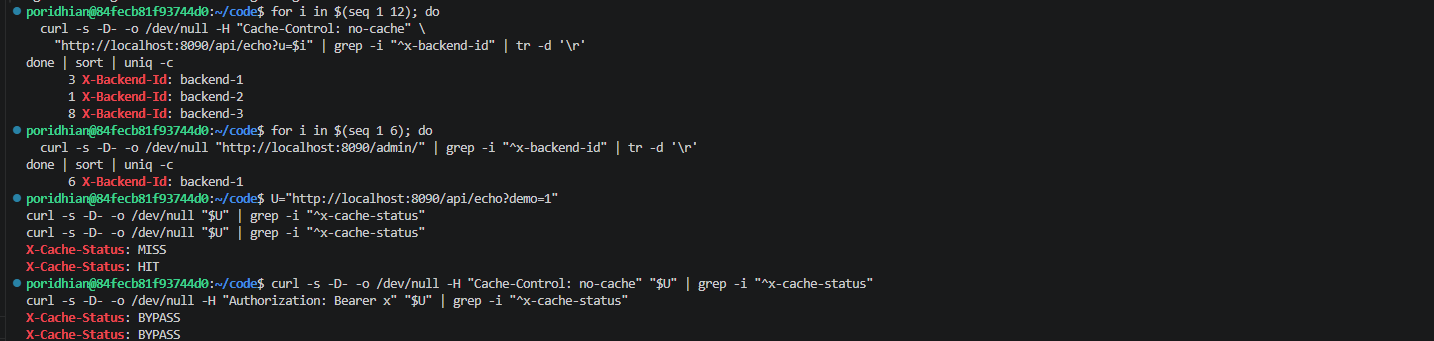 poridhian@84fecb81f93744d0:~/code$ for i in $(seq 1 12); do
curl -s -D- -o /dev/null -H "Cache-Control: no-cache" \
"http://localhost:8090/api/echo?u=$i" | grep -i "^x-backend-id" | tr -d '\r'
done | sort | uniq -c
3 X-Backend-Id: backend-1
1 X-Backend-Id: backend-2
8 X-Backend-Id: backend-3
poridhian@84fecb81f93744d0:~/code$ for i in $(seq 1 6); do
curl -s -D- -o /dev/null "http://localhost:8090/admin/" | grep -i "^x-backend-id" | tr -d '\r'
done | sort | uniq -c
6 X-Backend-Id: backend-1
poridhian@84fecb81f93744d0:~/code$ U="http://localhost:8090/api/echo?demo=1"
curl -s -D- -o /dev/null "$U" | grep -i "^x-cache-status"
curl -s -D- -o /dev/null "$U" | grep -i "^x-cache-status"
X-Cache-Status: MISS
X-Cache-Status: HIT
poridhian@84fecb81f93744d0:~/code$ curl -s -D- -o /dev/null -H "Cache-Control: no-cache" "$U" | grep -i "^x-cache-status"
curl -s -D- -o /dev/null -H "Authorization: Bearer x" "$U" | grep -i "^x-cache-status"
X-Cache-Status: BYPASS
X-Cache-Status: BYPASS